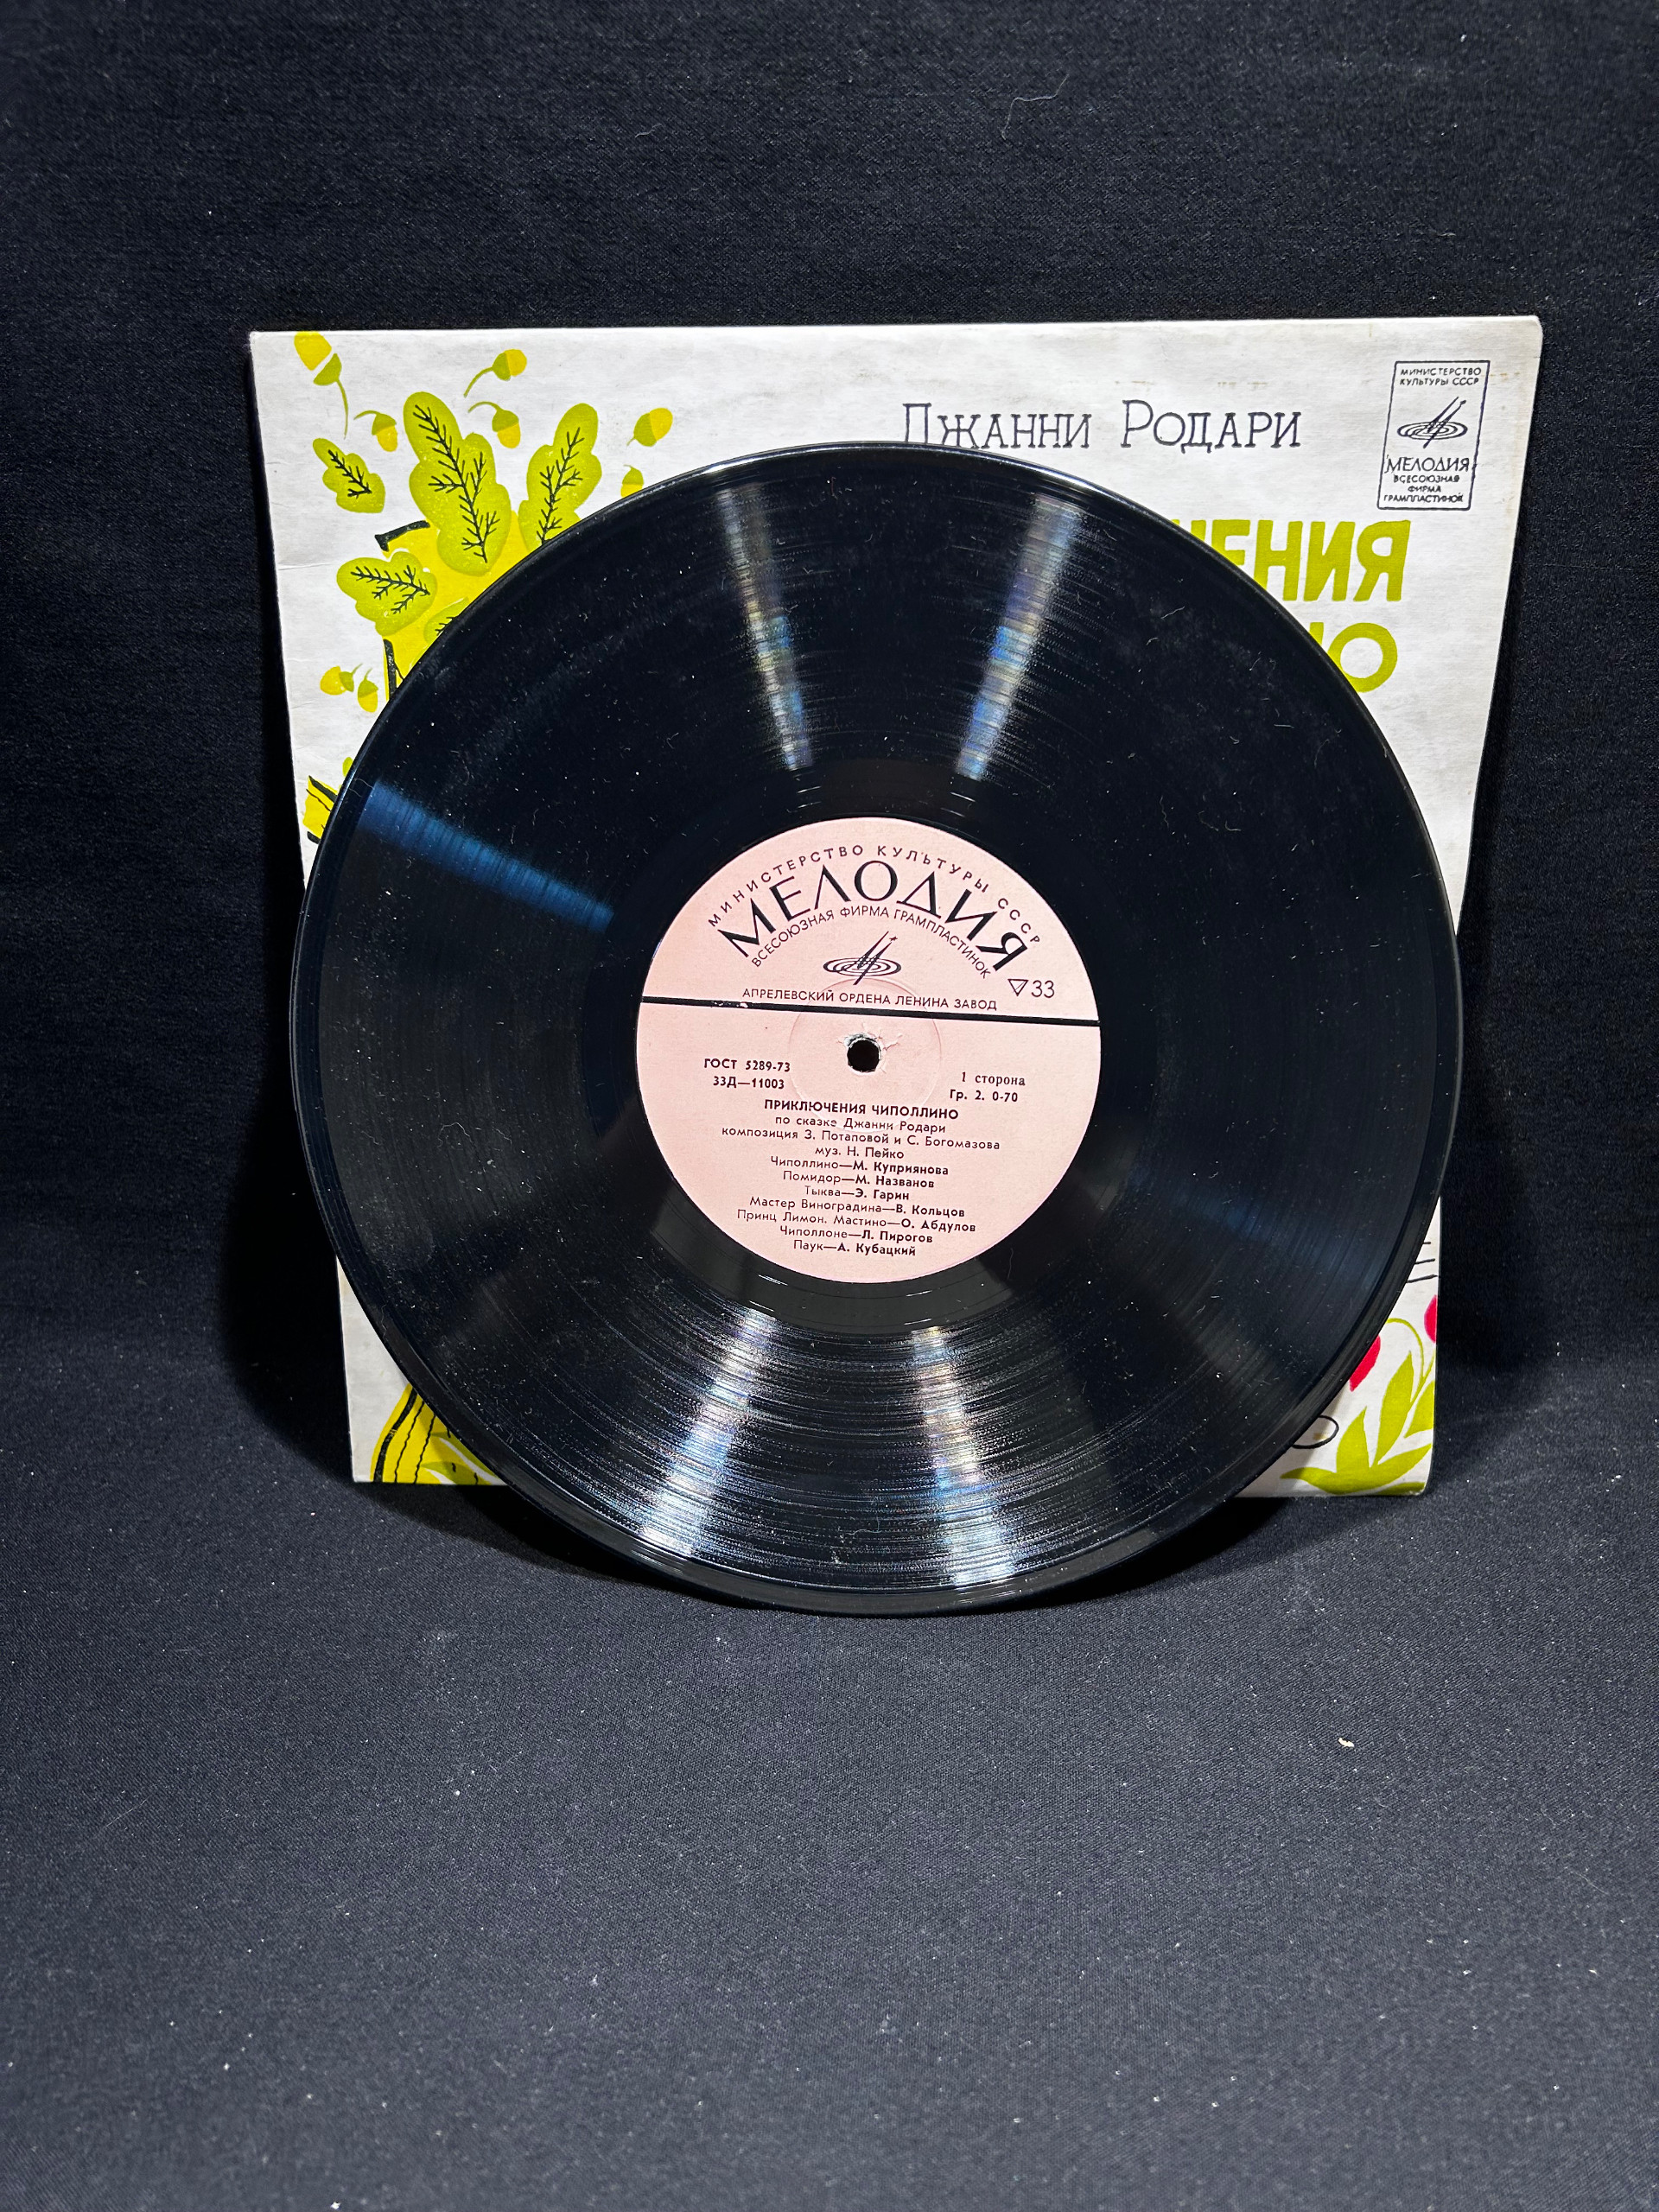 Джанни Родари
МИНИСТЕРСТВО
КУЛЬТУРЫ СССР
МЕЛОДИЯ
ВСЕСОЮЗНАЯ
ФИРМА
ГРАМПЛАСТИНОК
ЕНИЯ
О
МИНИСТЕРСТВО КУЛЬТУРЫ СССР
МЕЛОДИЯ
ВСЕСОЮЗНАЯ ФИРМА ГРАМПЛАСТИНОК
33
АПРЕЛЕВСКИЙ ОРДЕНА ЛЕНИНА ЗАВОД
ГОСТ 5289-73
33Д—11003
1 сторона
Гр. 2. 0-70
ПРИКЛЮЧЕНИЯ ЧИПОЛЛИНО
по сказке Джанни Родари
композиция З. Потаповой и С. Богомазова
муз. Н. Пейко
Чиполлино—М. Куприянова
Помидор—М. Названов
Тыква—Э. Гарин
Мастер Виноградина—В. Кольцов
Принц Лимон. Мастино—О. Абдулов
Чиполлоне—Л. Пирогов
Паук—А. Кубацкий